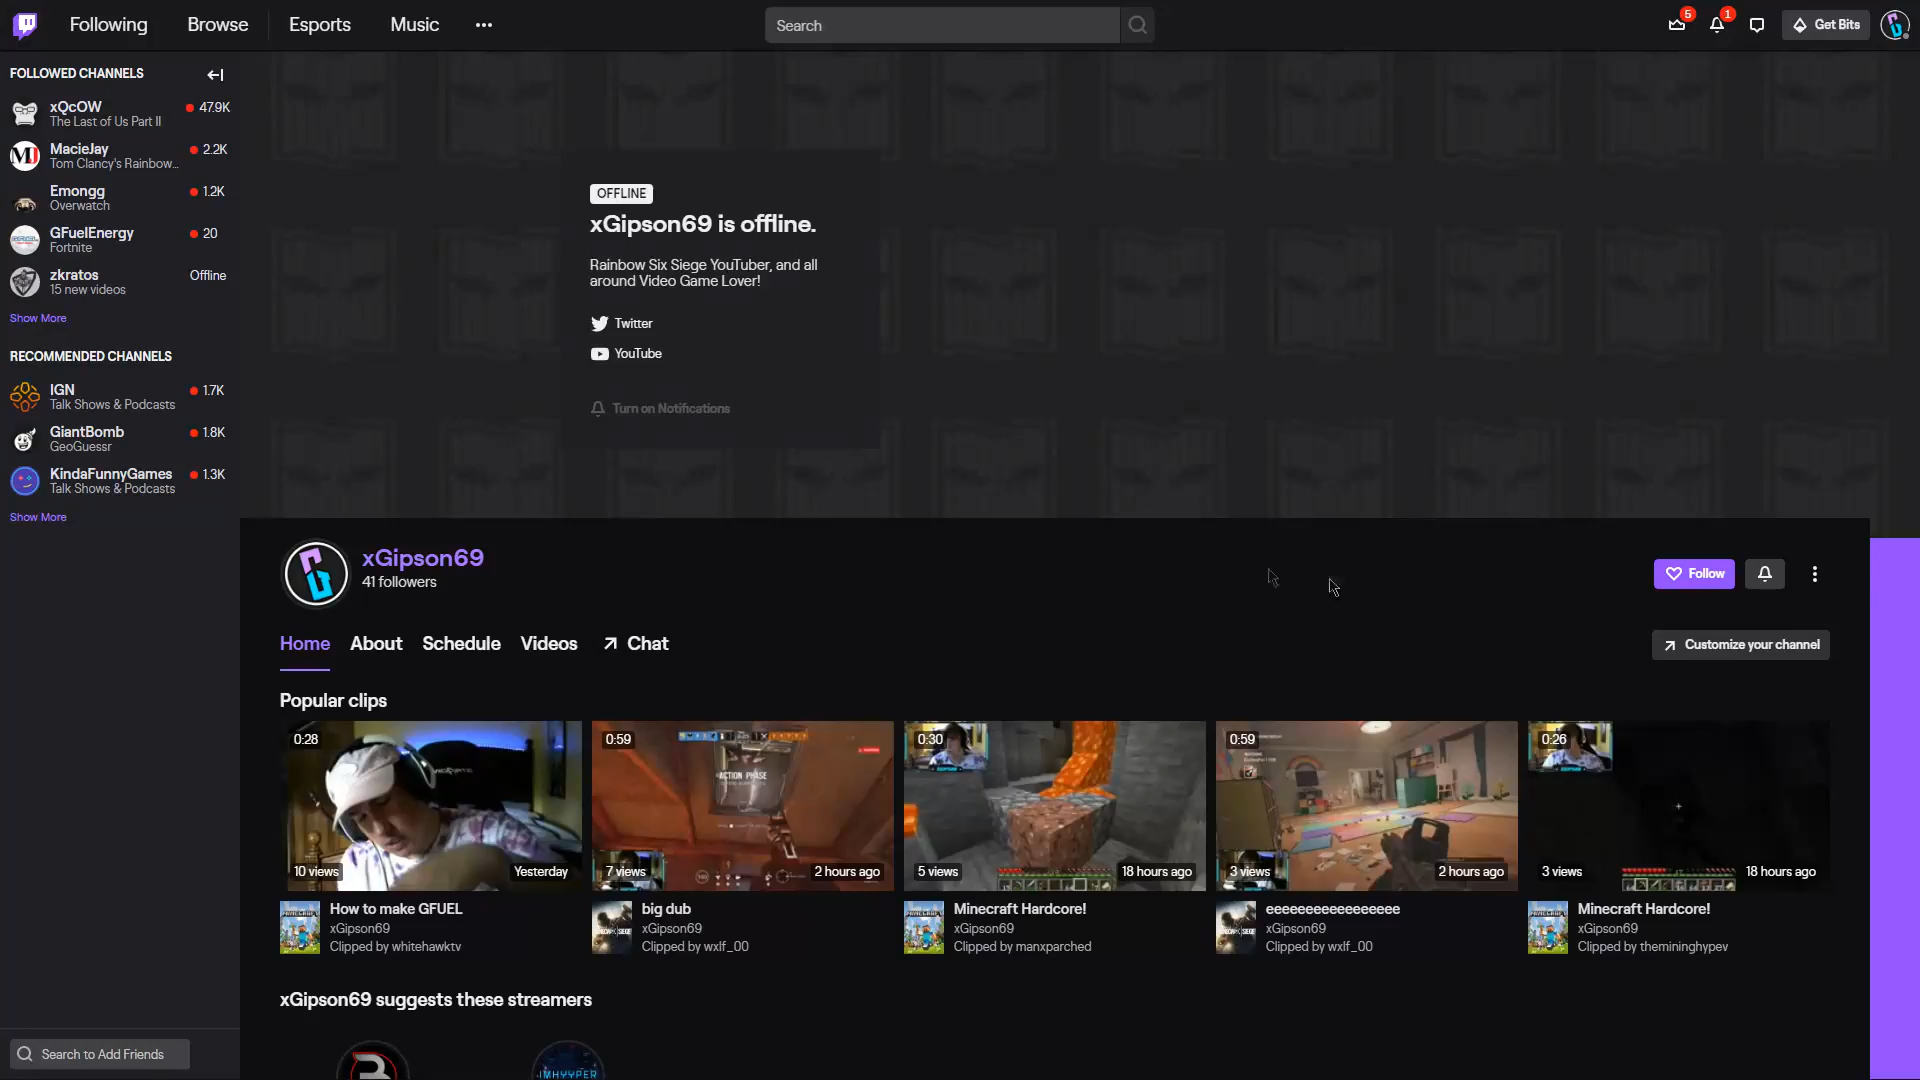 Following
Browse
Esports
Music
Search
5
1
Get Bits
FOLLOWED CHANNELS
xQcOW
47.9K
The Last of Us Part II
MacieJay
2.2K
Tom Clancy's Rainbow...
Emongg
1.2K
Overwatch
GFuelEnergy
20
Fortnite
zkratos
Offline
15 new videos
Show More
RECOMMENDED CHANNELS
IGN
1.7K
Talk Shows & Podcasts
GiantBomb
1.8K
GeoGuessr
KindaFunnyGames
1.3K
Talk Shows & Podcasts
Show More
Search to Add Friends
OFFLINE
xGipson69 is offline.
Rainbow Six Siege YouTuber, and all
around Video Game Lover!
Twitter
YouTube
Turn on Notifications
xGipson69
41 followers
Follow
Home
About
Schedule
Videos
Chat
Customize your channel
Popular clips
0:28
10 views
Yesterday
How to make GFUEL
xGipson69
Clipped by whitehawktv
0:59
ACTION PHASE
7 views
2 hours ago
big dub
xGipson69
Clipped by wxlf_00
0:30
5 views
18 hours ago
Minecraft Hardcore!
xGipson69
Clipped by manxparched
0:59
3 views
2 hours ago
eeeeeeeeeeeeeeee
xGipson69
Clipped by wxlf_00
0:26
3 views
18 hours ago
Minecraft Hardcore!
xGipson69
Clipped by themininghypev
xGipson69 suggests these streamers
IMHYYPER